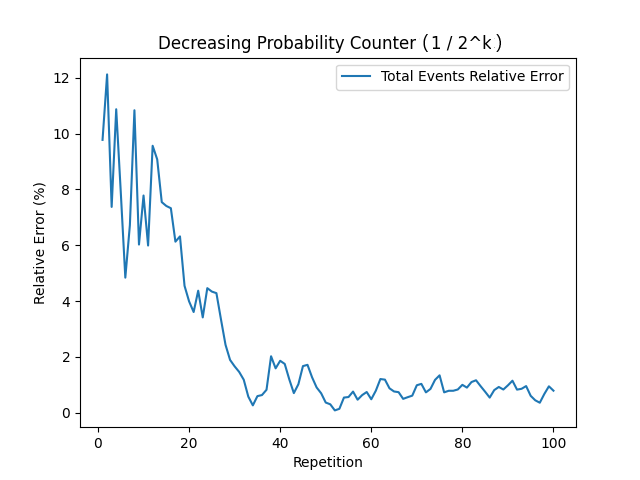 Decreasing Probability Counter (1 / 2^k)
Total Events Relative Error
Relative Error (%)
12
10
8
6
4
2
0
0 20 40 60 80 100
Repetition